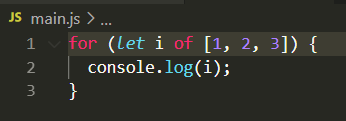 JS main.js > ...
1 for (let i of [1, 2, 3]) {
2   console.log(i);
3 }